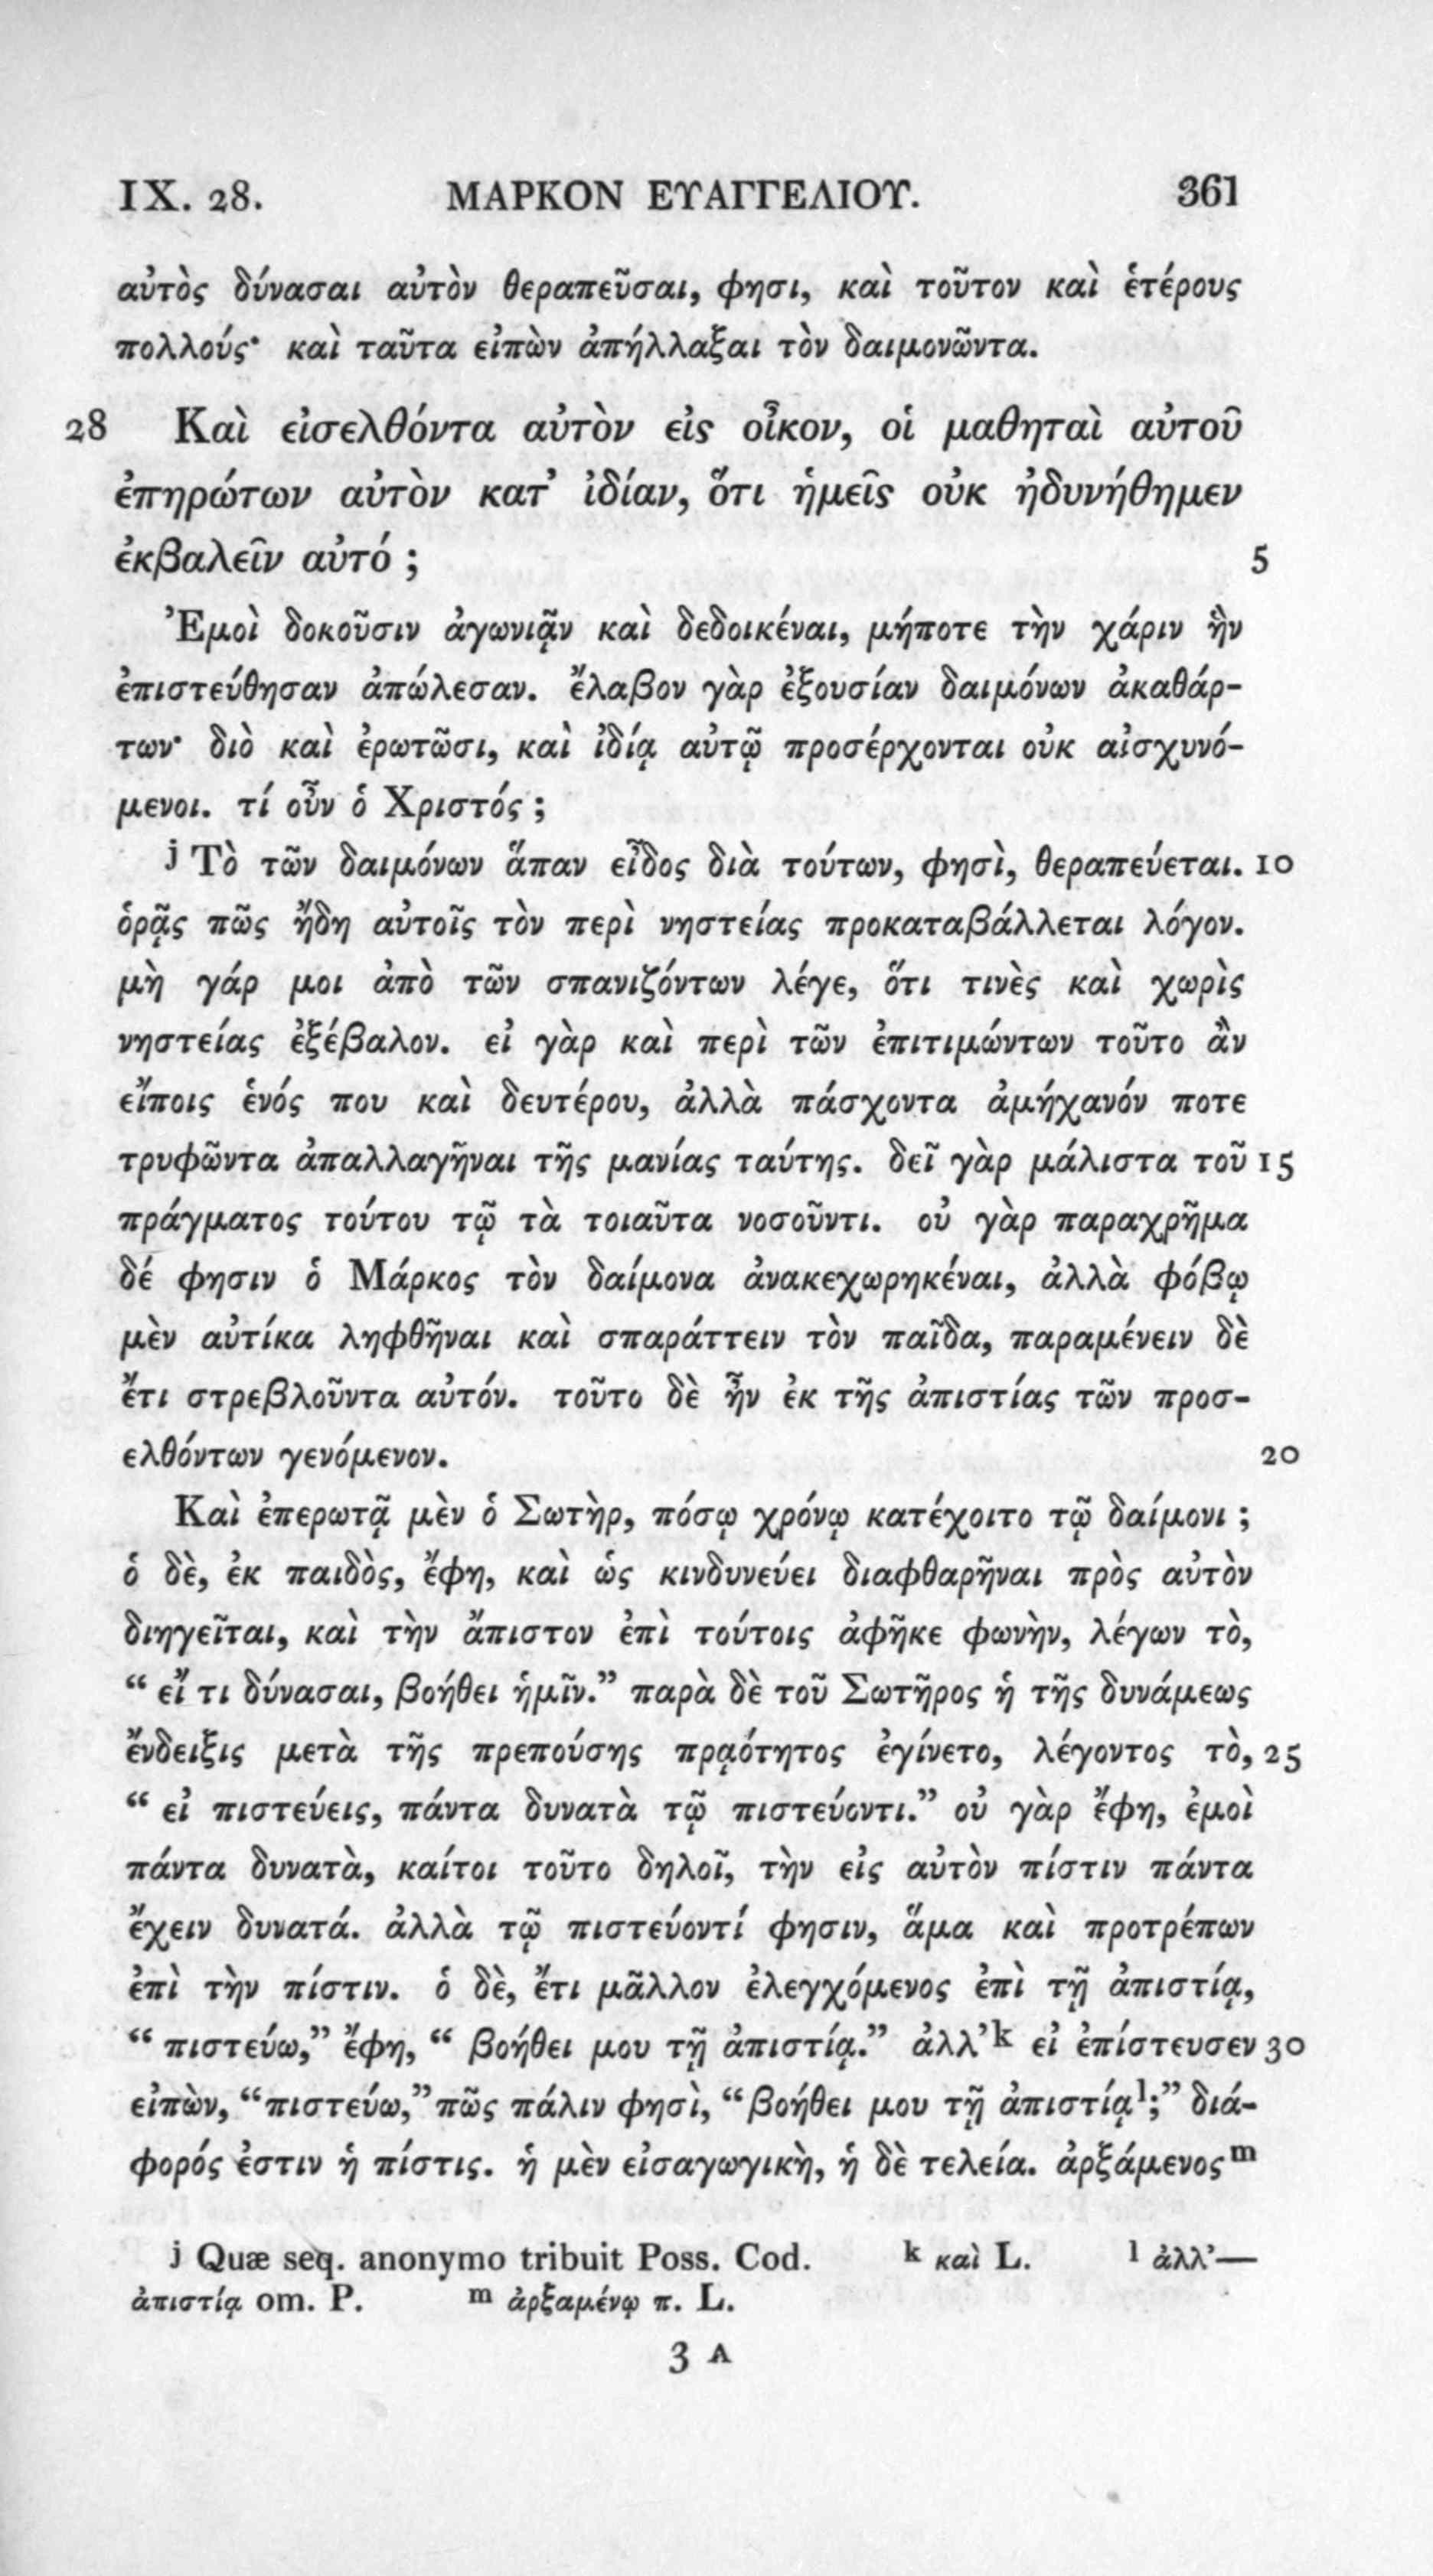 IX. 28. ΜΑΡΚΟΝ ΕΥΑΓΓΕΛΙΟΥ. 361
αὐτὸς δύνασαι αὐτὸν θεραπεῦσαι, φησι, καὶ τοῦτον καὶ ἑτέρους
πολλούς· καὶ ταῦτα εἰπὼν ἀπήλλαξαι τὸν δαιμονῶντα.
28 Καὶ εἰσελθόντα αὐτὸν εἰς οἶκον, οἱ μαθηταὶ αὐτοῦ
ἐπηρώτων αὐτὸν κατ’ ἰδίαν, ὅτι ἡμεῖς οὐκ ἠδυνήθημεν
ἐκβαλεῖν αὐτό ; 5
Ἐμοὶ δοκοῦσιν ἀγωνιᾷν καὶ δεδοικέναι, μήποτε τὴν χάριν ἣν
ἐπιστεύθησαν ἀπώλεσαν. ἔλαβον γὰρ ἐξουσίαν δαιμόνων ἀκαθάρ-
των· διὸ καὶ ἐρωτῶσι, καὶ ἰδίᾳ αὐτῷ προσέρχονται οὐκ αἰσχυνό-
μενοι. τί οὖν ὁ Χριστός ;
j Τὸ τῶν δαιμόνων ἅπαν εἶδος διὰ τούτων, φησὶ, θεραπεύεται. 10
ὁρᾷς πῶς ἤδη αὐτοῖς τὸν περὶ νηστείας προκαταβάλλεται λόγον.
μὴ γάρ μοι ἀπὸ τῶν σπανιζόντων λέγε, ὅτι τινὲς καὶ χωρὶς
νηστείας ἐξέβαλον. εἰ γὰρ καὶ περὶ τῶν ἐπιτιμώντων τοῦτο ἂν
εἴποις ἑνός που καὶ δευτέρου, ἀλλὰ πάσχοντα ἀμήχανόν ποτε
τρυφῶντα ἀπαλλαγῆναι τῆς μανίας ταύτης. δεῖ γὰρ μάλιστα τοῦ 15
πράγματος τούτου τῷ τὰ τοιαῦτα νοσοῦντι. οὐ γὰρ παραχρῆμα
δέ φησιν ὁ Μάρκος τὸν δαίμονα ἀνακεχωρηκέναι, ἀλλὰ φόβῳ
μὲν αὐτίκα ληφθῆναι καὶ σπαράττειν τὸν παῖδα, παραμένειν δὲ
ἔτι στρεβλοῦντα αὐτόν. τοῦτο δὲ ἦν ἐκ τῆς ἀπιστίας τῶν προσ-
ελθόντων γενόμενον. 20
Καὶ ἐπερωτᾷ μὲν ὁ Σωτὴρ, πόσῳ χρόνῳ κατέχοιτο τῷ δαίμονι ;
ὁ δὲ, ἐκ παιδὸς, ἔφη, καὶ ὡς κινδυνεύει διαφθαρῆναι πρὸς αὐτὸν
διηγεῖται, καὶ τὴν ἄπιστον ἐπὶ τούτοις ἀφῆκε φωνὴν, λέγων τὸ,
“ εἴ τι δύνασαι, βοήθει ἡμῖν.” παρὰ δὲ τοῦ Σωτῆρος ἡ τῆς δυνάμεως
ἔνδειξις μετὰ τῆς πρεπούσης πρᾳότητος ἐγίνετο, λέγοντος τὸ, 25
“ εἰ πιστεύεις, πάντα δυνατὰ τῷ πιστεύοντι.” οὐ γὰρ ἔφη, ἐμοὶ
πάντα δυνατὰ, καίτοι τοῦτο δηλοῖ, τὴν εἰς αὐτὸν πίστιν πάντα
ἔχειν δυνατά. ἀλλὰ τῷ πιστεύοντί φησιν, ἅμα καὶ προτρέπων
ἐπὶ τὴν πίστιν. ὁ δὲ, ἔτι μᾶλλον ἐλεγχόμενος ἐπὶ τῇ ἀπιστίᾳ,
“ πιστεύω,” ἔφη, “ βοήθει μου τῇ ἀπιστίᾳ.” ἀλλ’ k εἰ ἐπίστευσεν 30
εἰπὼν, “πιστεύω,” πῶς πάλιν φησὶ, “βοήθει μου τῇ ἀπιστίᾳ l;” διά-
φορός ἐστιν ἡ πίστις. ἡ μὲν εἰσαγωγικὴ, ἡ δὲ τελεία. ἀρξάμενος m
j Quæ seq. anonymo tribuit Poss. Cod. k καὶ L. l ἀλλ’—
ἀπιστίᾳ om. P. m ἀρξαμένῳ π. L.
3 A